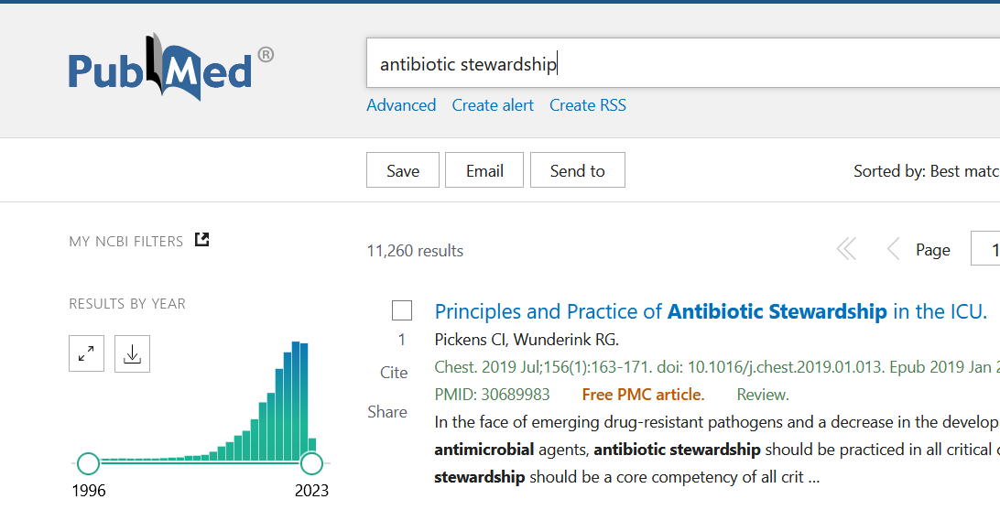 PubMed®
antibiotic stewardship
Advanced Create alert Create RSS
Save Email Send to Sorted by: Best matc
MY NCBI FILTERS
11,260 results Page 1
RESULTS BY YEAR
Principles and Practice of Antibiotic Stewardship in the ICU.
1 Pickens CI, Wunderink RG.
Cite Chest. 2019 Jul;156(1):163-171. doi: 10.1016/j.chest.2019.01.013. Epub 2019 Jan 2
PMID: 30689983 Free PMC article. Review.
Share
In the face of emerging drug-resistant pathogens and a decrease in the develop
antimicrobial agents, antibiotic stewardship should be practiced in all critical c
stewardship should be a core competency of all crit ...
1996 2023